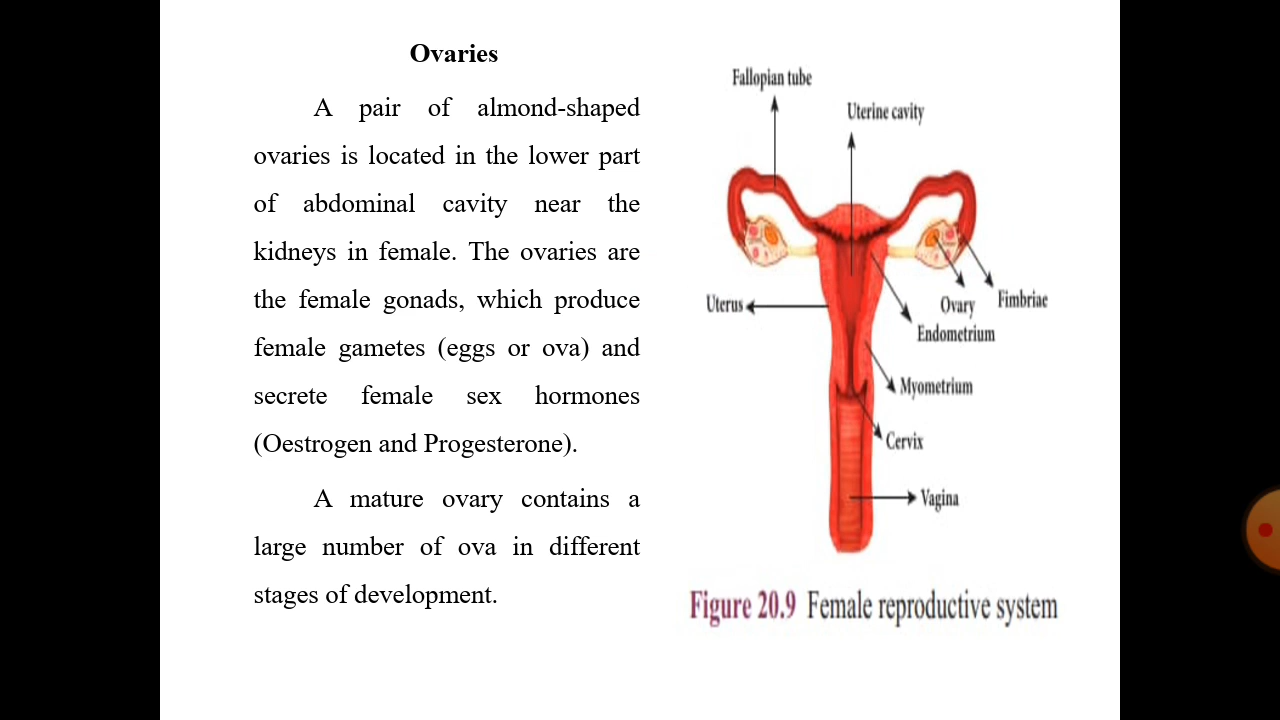 Ovaries
A pair of almond-shaped
ovaries is located in the lower part
of abdominal cavity near the
kidneys in female. The ovaries are
the female gonads, which produce
female gametes (eggs or ova) and
secrete female sex hormones
(Oestrogen and Progesterone).
A mature ovary contains a
large number of ova in different
stages of development.
Fallopian tube
Uterine cavity
Uterus
Ovary
Fimbriae
Endometrium
Myometrium
Cervix
Vagina
Figure 20.9 Female reproductive system